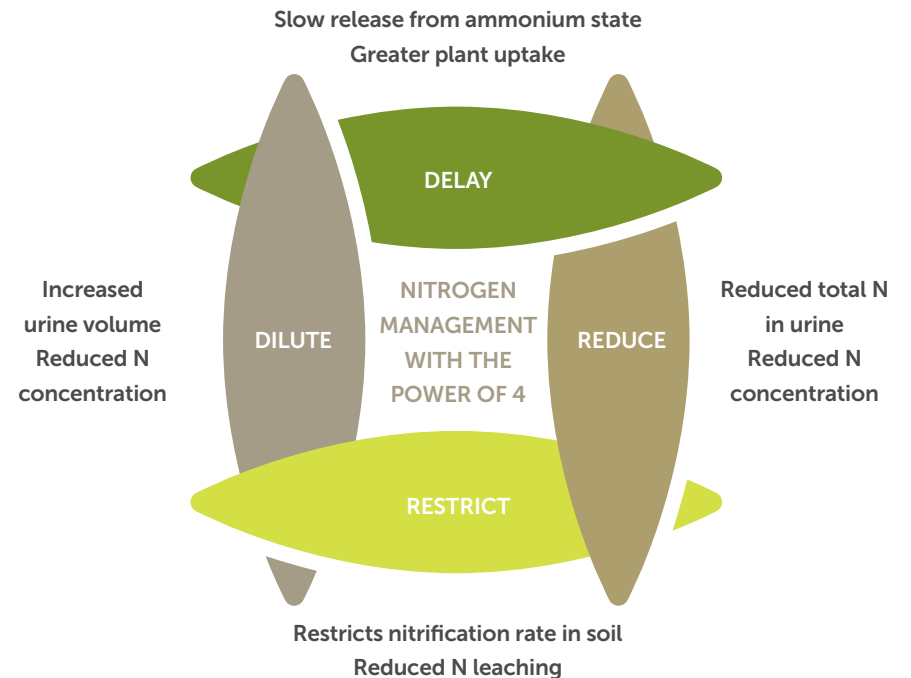 Slow release from ammonium state
Greater plant uptake
DELAY
Increased
urine volume
Reduced N
concentration
DILUTE
NITROGEN
MANAGEMENT
WITH THE
POWER OF 4
REDUCE
Reduced total N
in urine
Reduced N
concentration
RESTRICT
Restricts nitrification rate in soil
Reduced N leaching